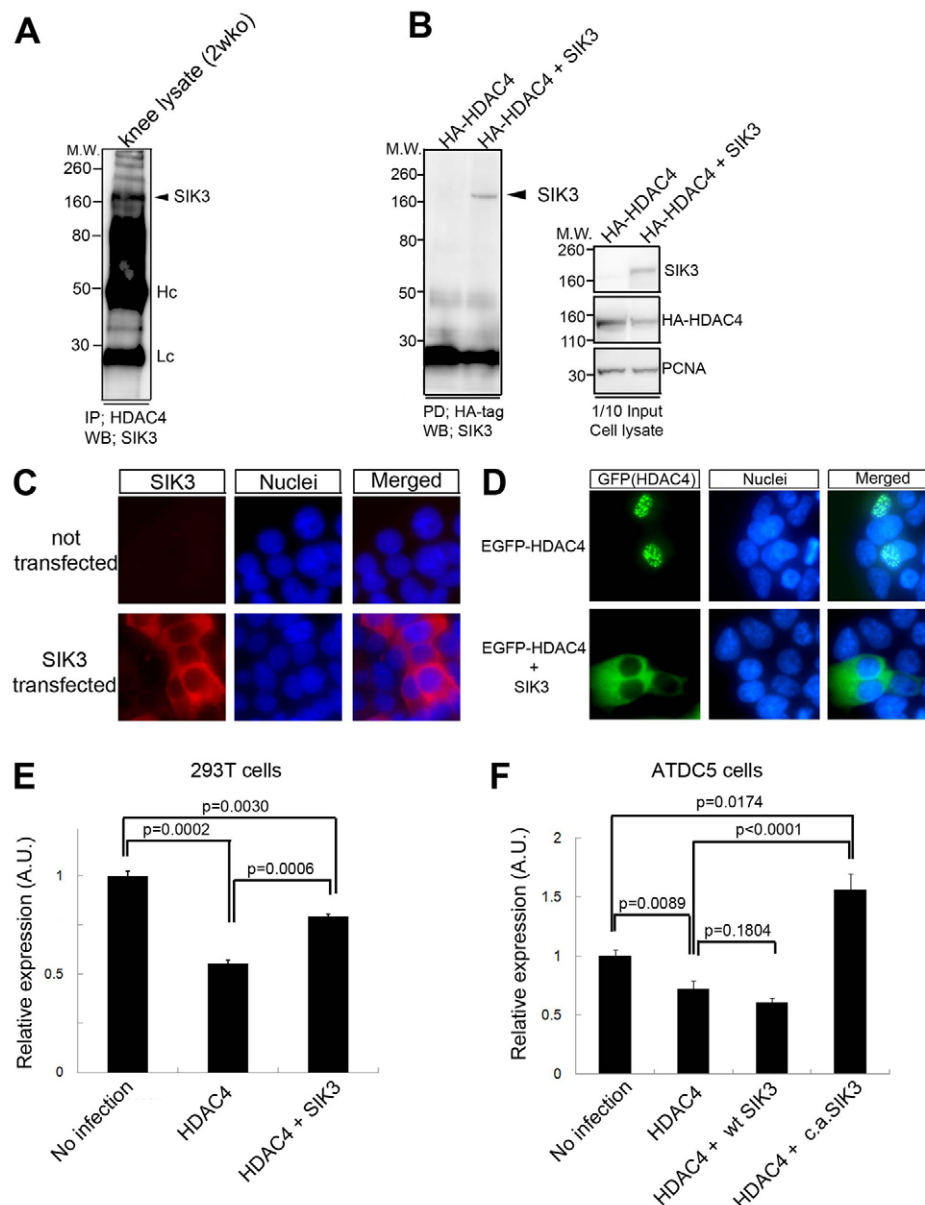 A
knee lysate (2wko)
M.W.
260
160
80
50
30
SIK3
Hc
Lc
IP; HDAC4
WB; SIK3
B
HA-HDAC4
HA-HDAC4 + SIK3
M.W.
260
160
80
50
30
SIK3
PD; HA-tag
WB; SIK3
HA-HDAC4
HA-HDAC4 + SIK3
M.W.
260
160
SIK3
160
110
HA-HDAC4
30
PCNA
1/10 Input
Cell lysate
C
SIK3 Nuclei Merged
not
transfected
SIK3
transfected
D
GFP(HDAC4) Nuclei Merged
EGFP-HDAC4
EGFP-HDAC4
+
SIK3
E
293T cells
p=0.0030
p=0.0002
p=0.0006
Relative expression (A.U.)
1
0.5
0
No infection
HDAC4
HDAC4 + SIK3
F
ATDC5 cells
p=0.0174
p<0.0001
p=0.0089
p=0.1804
Relative expression (A.U.)
2
1.5
1
0.5
0
No infection
HDAC4
HDAC4 + wt SIK3
HDAC4 + c.a.SIK3